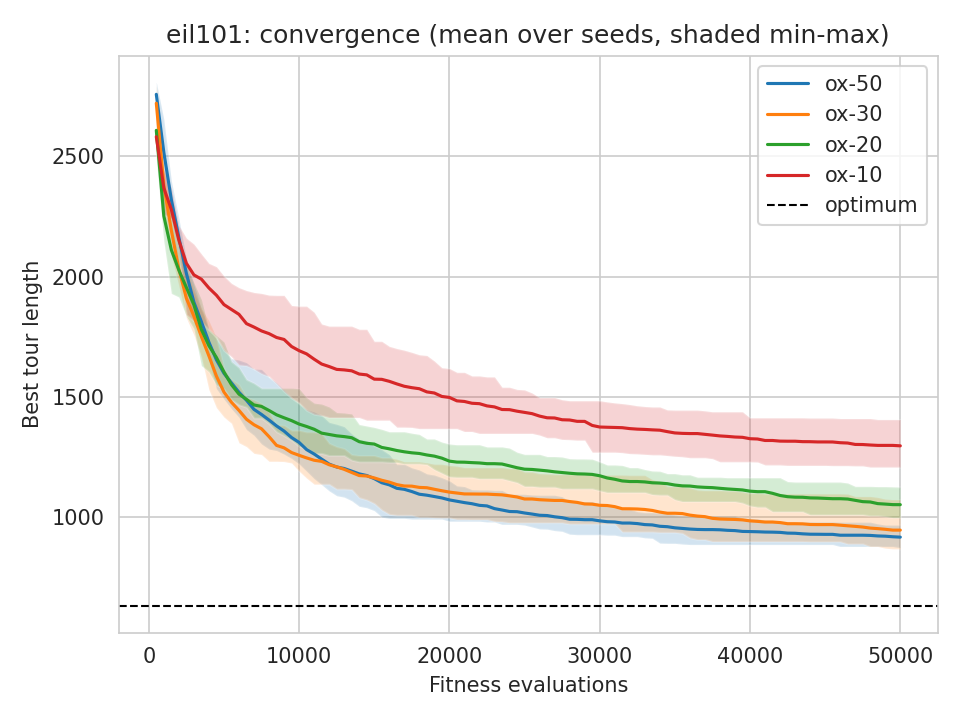 eil101: convergence (mean over seeds, shaded min-max)
ox-50
ox-30
ox-20
ox-10
optimum
Best tour length
2500
2000
1500
1000
0
10000
20000
30000
40000
50000
Fitness evaluations